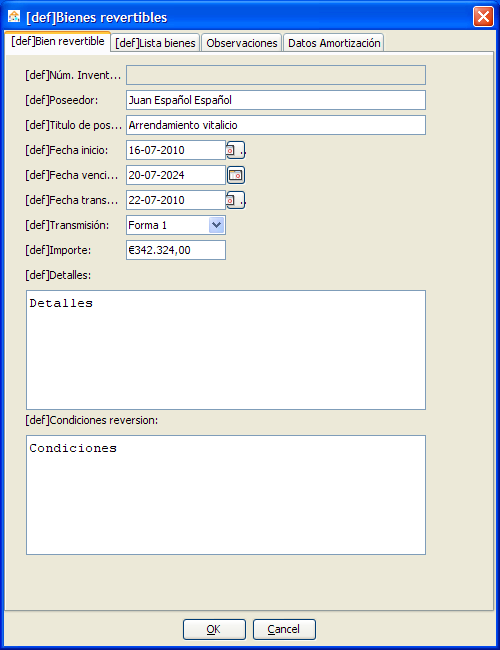 [def]Bienes revertibles
[def]Bien revertible [def]Lista bienes Observaciones Datos Amortización
[def]Núm. Invent...
[def]Poseedor: Juan Español Español
[def]Titulo de pos... Arrendamiento vitalicio
[def]Fecha inicio: 16-07-2010 ..
[def]Fecha venci... 20-07-2024
[def]Fecha trans... 22-07-2010 ..
[def]Transmisión: Forma 1
[def]Importe: €342.324,00
[def]Detalles:
Detalles
[def]Condiciones reversion:
Condiciones
OK Cancel